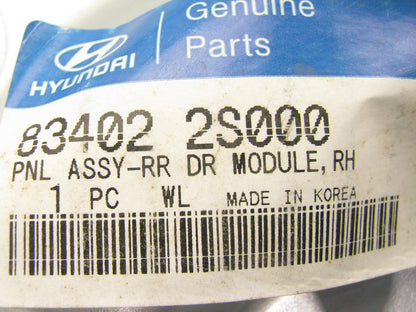 Genuine
Parts
HYUNDAI
83402 2S000
PNL ASSY-RR DR MODULE, RH
1 PC WL MADE IN KOREA